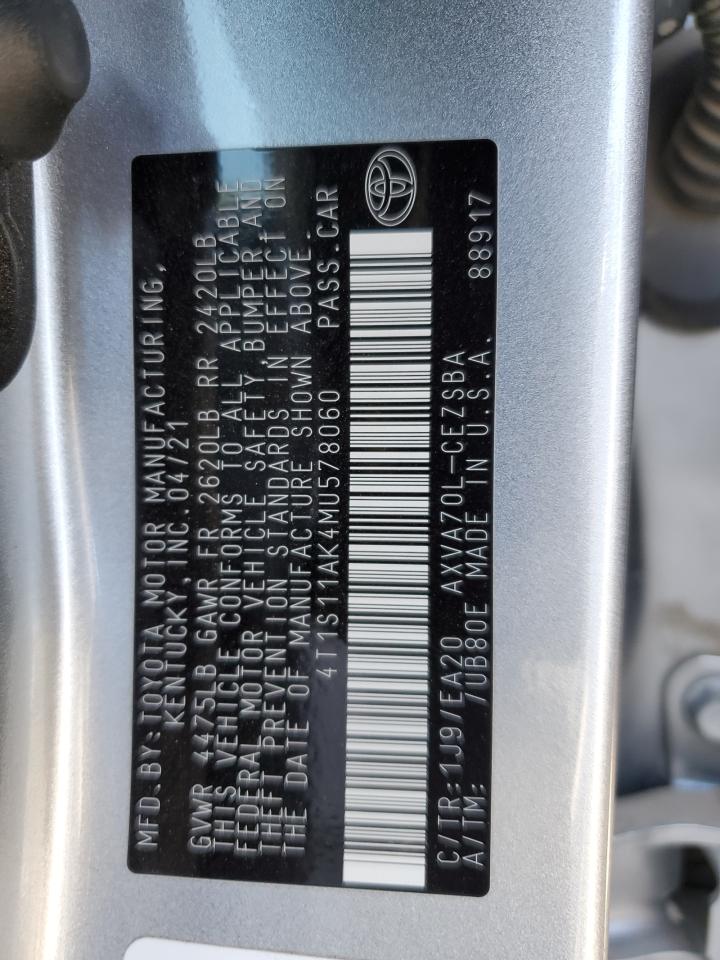 MFD.BY:TOYOTA MOTOR MANUFACTURING,
KENTUCKY,INC.04/21
GVWR 4475LB GAWR FR 2620LB RR 2420LB
THIS VEHICLE CONFORMS TO ALL APPLICABLE
FEDERAL MOTOR VEHICLE SAFETY, BUMPER,AND
THEFT PREVENTION STANDARDS IN EFFECT ON
THE DATE OF MANUFACTURE SHOWN ABOVE.
4T1S11AK4MU578060 PASS.CAR
C/TR:1J9/EA20 AXVA70L-CEZSBA
A/TM: /UB80E MADE IN U.S.A. 88917